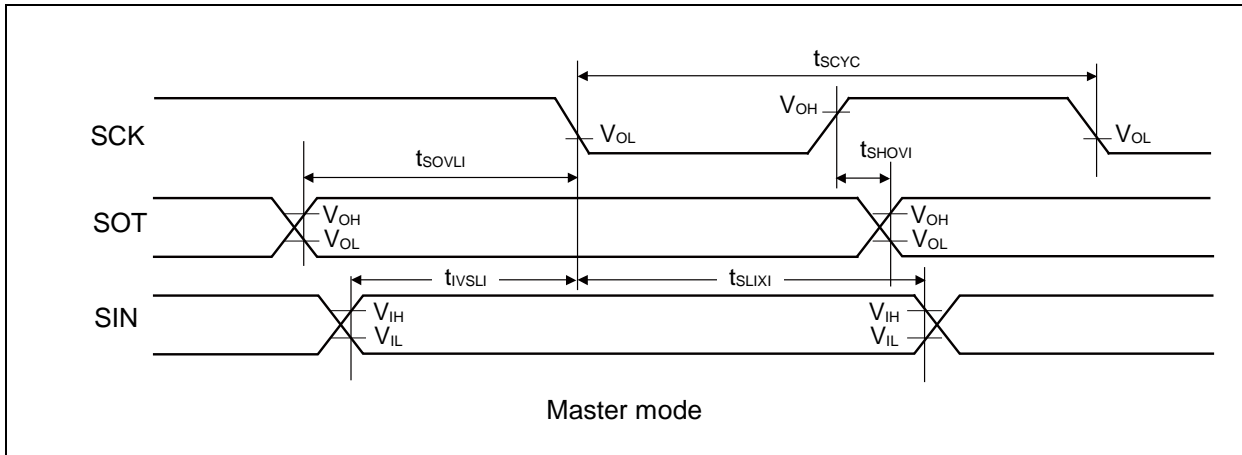 tSCYC
VOH
SCK
VOL
VOL
tSHOVI
tSOVLI
SOT
VOH
VOL
VOH
VOL
tIVSLI
tSLIXI
SIN
VIH
VIL
VIH
VIL
Master mode